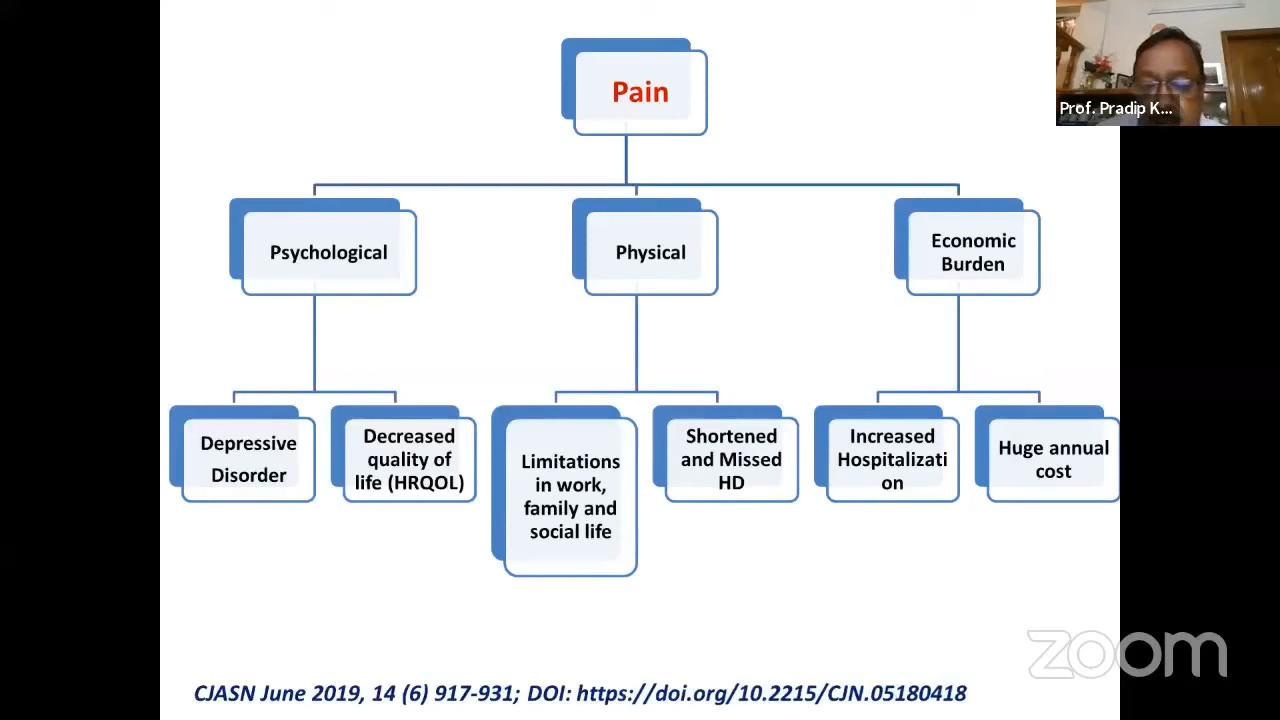 Pain
Prof. Pradip K...
Psychological
Physical
Economic
Burden
Depressive
Disorder
Decreased
quality of
life (HRQOL)
Limitations
in work,
family and
social life
Shortened
and Missed
HD
Increased
Hospitalizati
on
Huge annual
cost
zoom
CJASN June 2019, 14 (6) 917-931; DOI: https://doi.org/10.2215/CJN.05180418